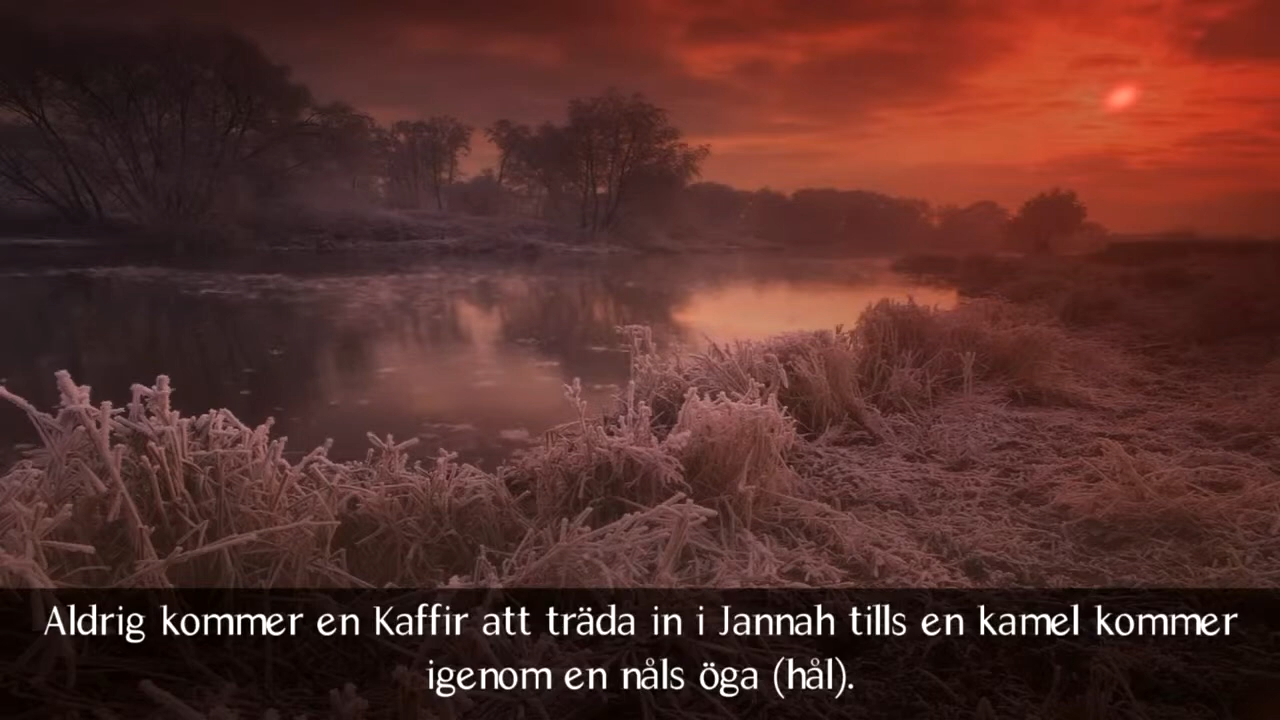 Aldrig kommer en Kaffir att träda in i Jannah tills en kamel kommer
igenom en nåls öga (hål).